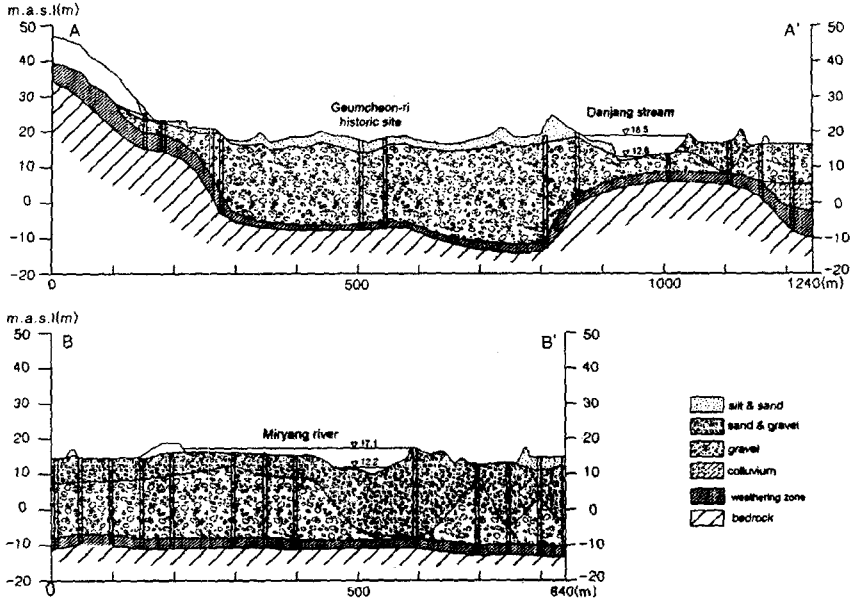 m.a.s.l(m)
A
A'
50
50
40
40
30
30
20
20
10
10
0
0
-10
-10
-20
-20
Geumcheon-ri
historic site
Danjang stream
18.5
12.8
0
500
1000
1240(m)
m.a.s.l(m)
B
B'
50
50
40
40
30
30
20
20
10
10
0
0
-10
-10
-20
-20
Miryang river
17.1
12.2
0
500
640(m)
silt & sand
sand & gravel
gravel
colluvium
weathering zone
bedrock